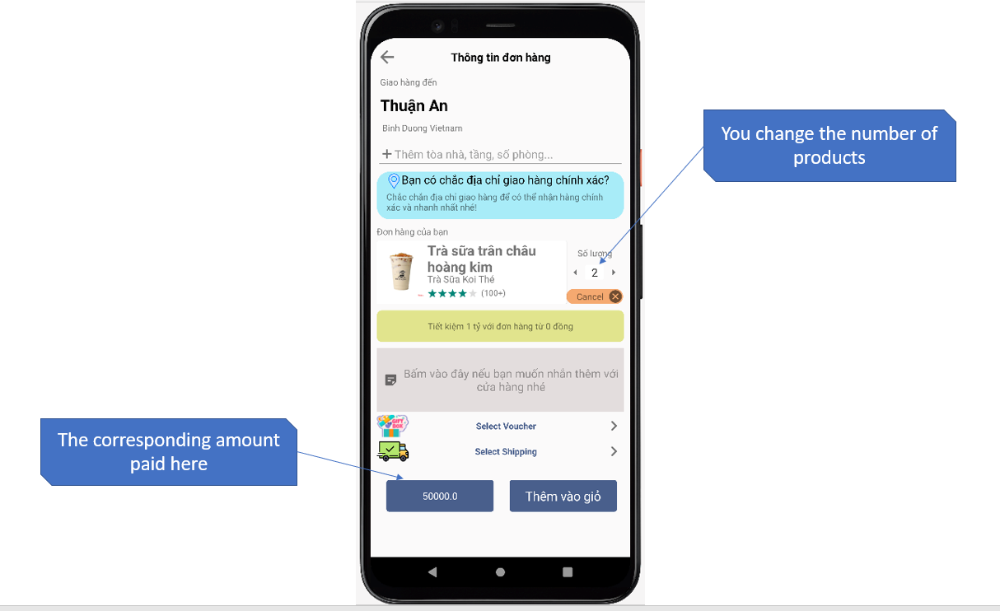 Thông tin đơn hàng
Giao hàng đến
Thuận An
Binh Duong Vietnam
+ Thêm tòa nhà, tầng, số phòng...
Bạn có chắc địa chỉ giao hàng chính xác?
Chắc chắn địa chỉ giao hàng để có thể nhận hàng chính
xác và nhanh nhất nhé!
Đơn hàng của bạn
Trà sữa trân châu
hoàng kim
Trà Sữa Koi Thé
(100+)
Số lượng
2
Cancel
Tiết kiệm 1 tỷ với đơn hàng từ 0 đồng
Bấm vào đây nếu bạn muốn nhắn thêm với
cửa hàng nhé
GIFT
BOX
Select Voucher
Select Shipping
50000.0
Thêm vào giỏ
You change the number of
products
The corresponding amount
paid here